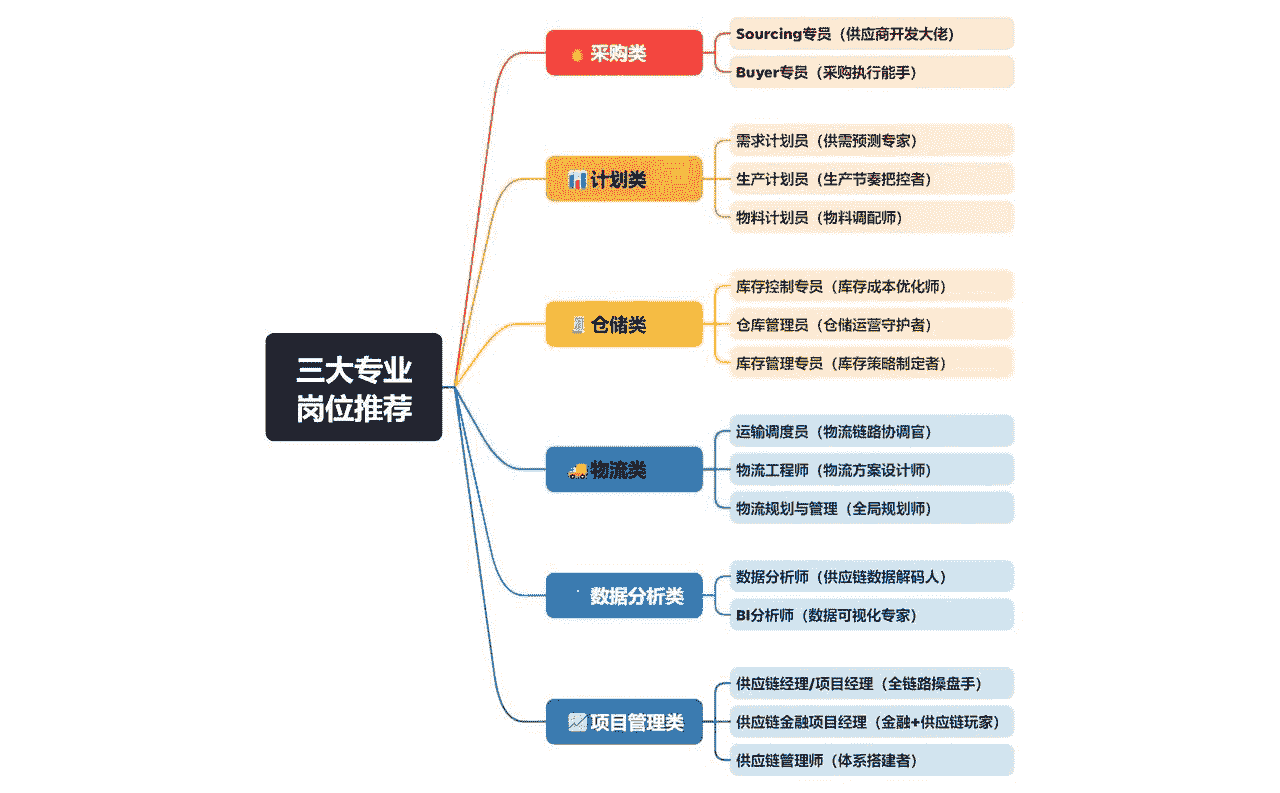 三大专业
岗位推荐
采购类
Sourcing专员（供应商开发大佬）
Buyer专员（采购执行能手）
计划类
需求计划员（供需预测专家）
生产计划员（生产节奏把控者）
物料计划员（物料调配师）
仓储类
库存控制专员（库存成本优化师）
仓库管理员（仓储运营守护者）
库存管理专员（库存策略制定者）
物流类
运输调度员（物流链路协调官）
物流工程师（物流方案设计师）
物流规划与管理（全局规划师）
数据分析类
数据分析师（供应链数据解码人）
BI分析师（数据可视化专家）
项目管理类
供应链经理/项目经理（全链路操盘手）
供应链金融项目经理（金融+供应链玩家）
供应链管理师（体系搭建者）